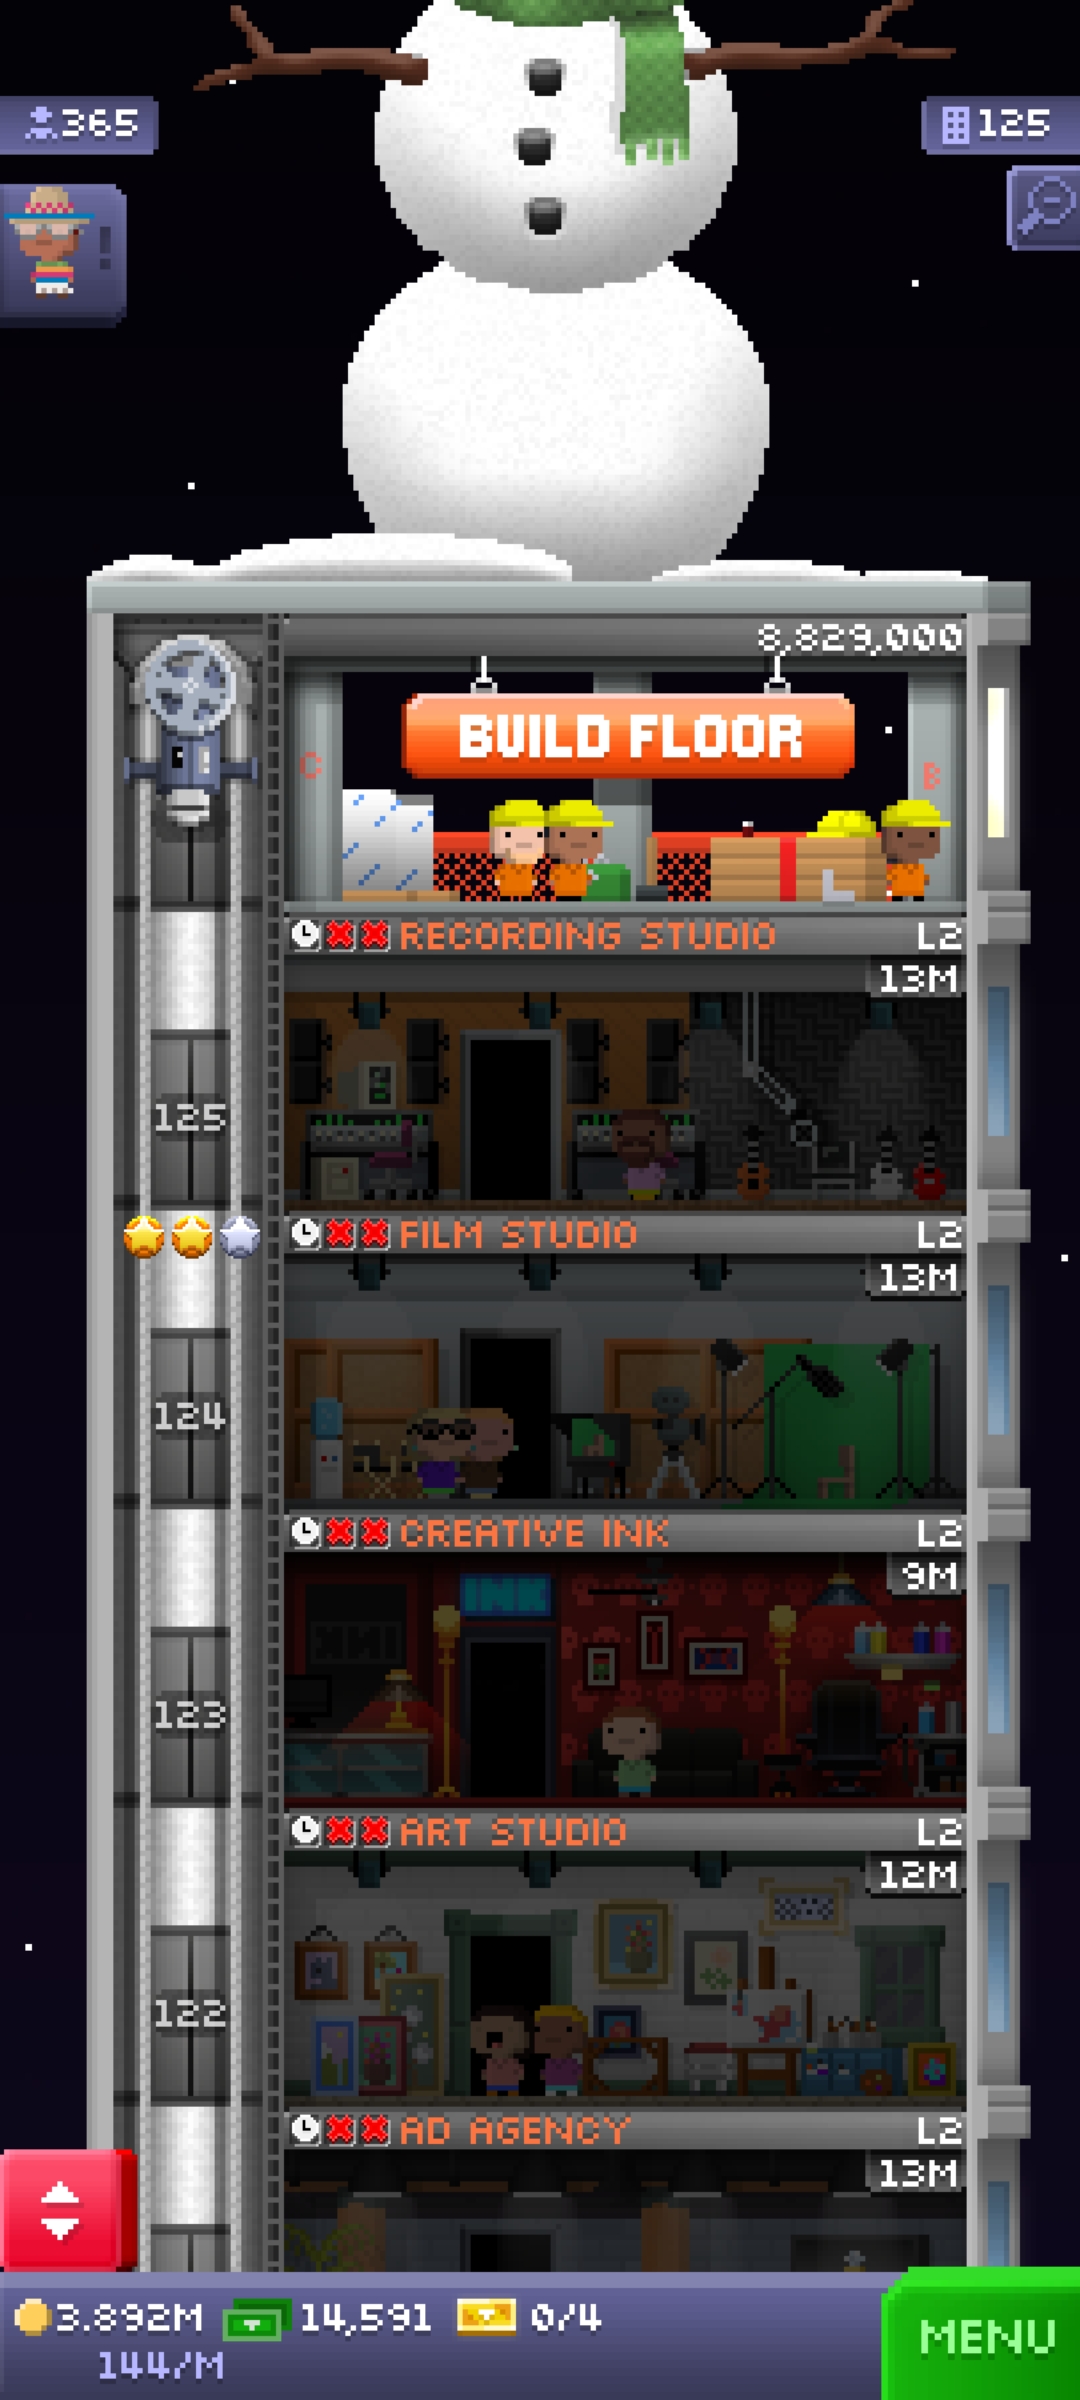 365
125
8,829,000
BUILD FLOOR
C
B
RECORDING STUDIO
L2
13M
125
FILM STUDIO
L2
13M
124
CREATIVE INK
L2
9M
INK
123
ART STUDIO
L2
12M
122
AD AGENCY
L2
13M
3.892M
14,591
0/4
144/M
MENU